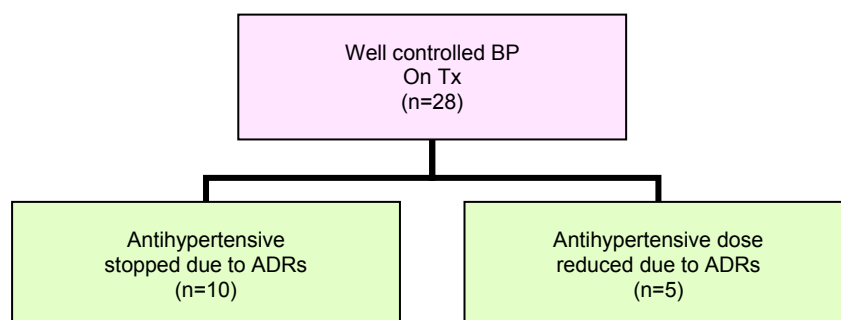 Well controlled BP
On Tx
(n=28)
Antihypertensive
stopped due to ADRs
(n=10)
Antihypertensive dose
reduced due to ADRs
(n=5)